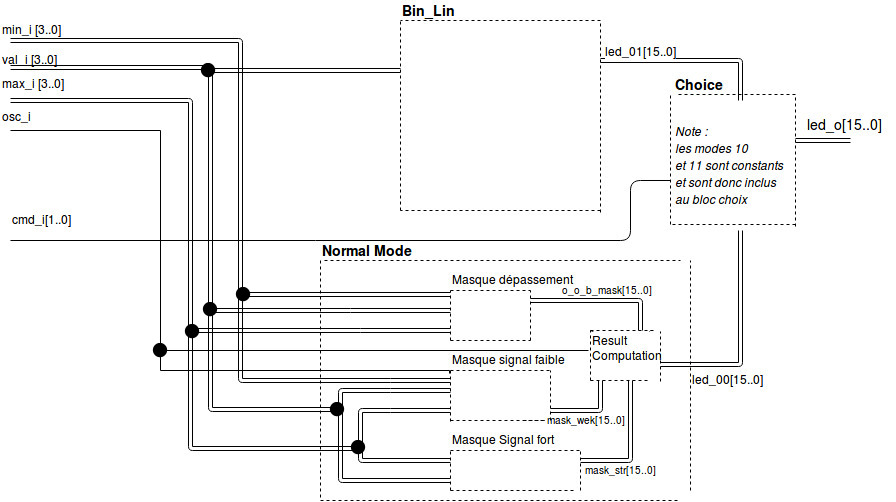 Bin_Lin
min_i [3..0]
val_i [3..0]
led_01[15..0]
max_i [3..0]
Choice
osc_i
led_o[15..0]
Note :
les modes 10
et 11 sont constants
et sont donc inclus
au bloc choix
cmd_i[1..0]
Normal Mode
Masque dépassement
o_o_b_mask[15..0]
Result
Computation
Masque signal faible
led_00[15..0]
mask_wek[15..0]
Masque Signal fort
mask_str[15..0]